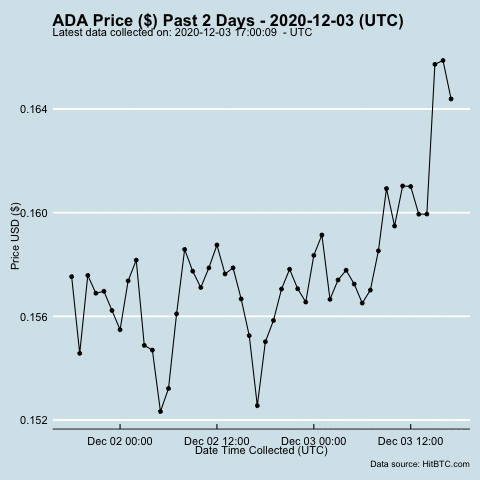 ADA Price ($) Past 2 Days - 2020-12-03 (UTC)
Latest data collected on: 2020-12-03 17:00:09 - UTC
Price USD ($)
0.164
0.160
0.156
0.152
Dec 02 00:00 Dec 02 12:00 Dec 03 00:00 Dec 03 12:00
Date Time Collected (UTC)
Data source: HitBTC.com